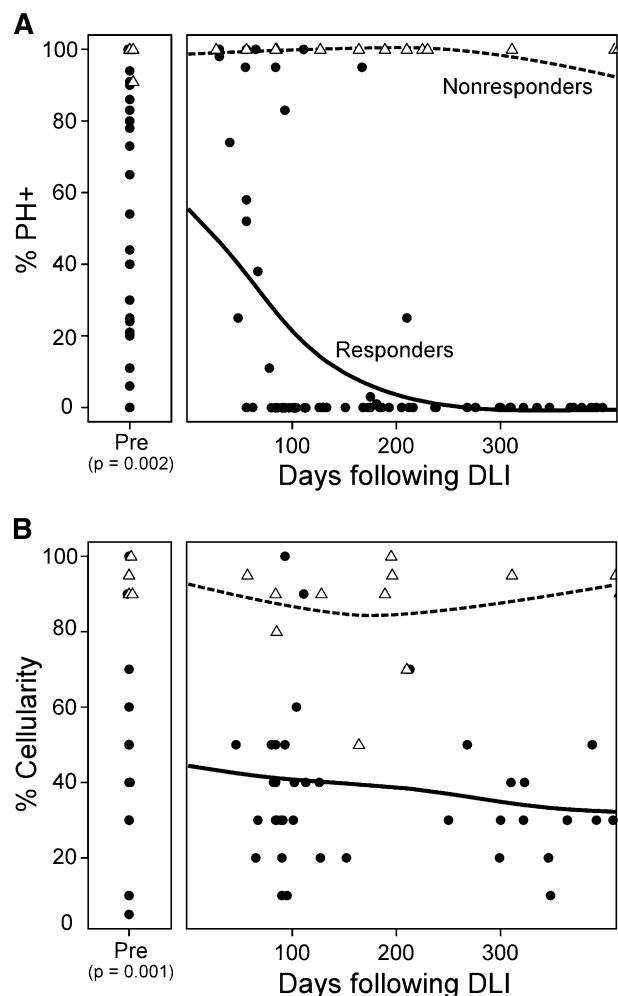 A
% PH+
100
80
60
40
20
0
Nonresponders
Responders
Pre
(p = 0.002)
100 200 300
Days following DLI
B
% Cellularity
100
80
60
40
20
0
Pre
(p = 0.001)
100 200 300
Days following DLI